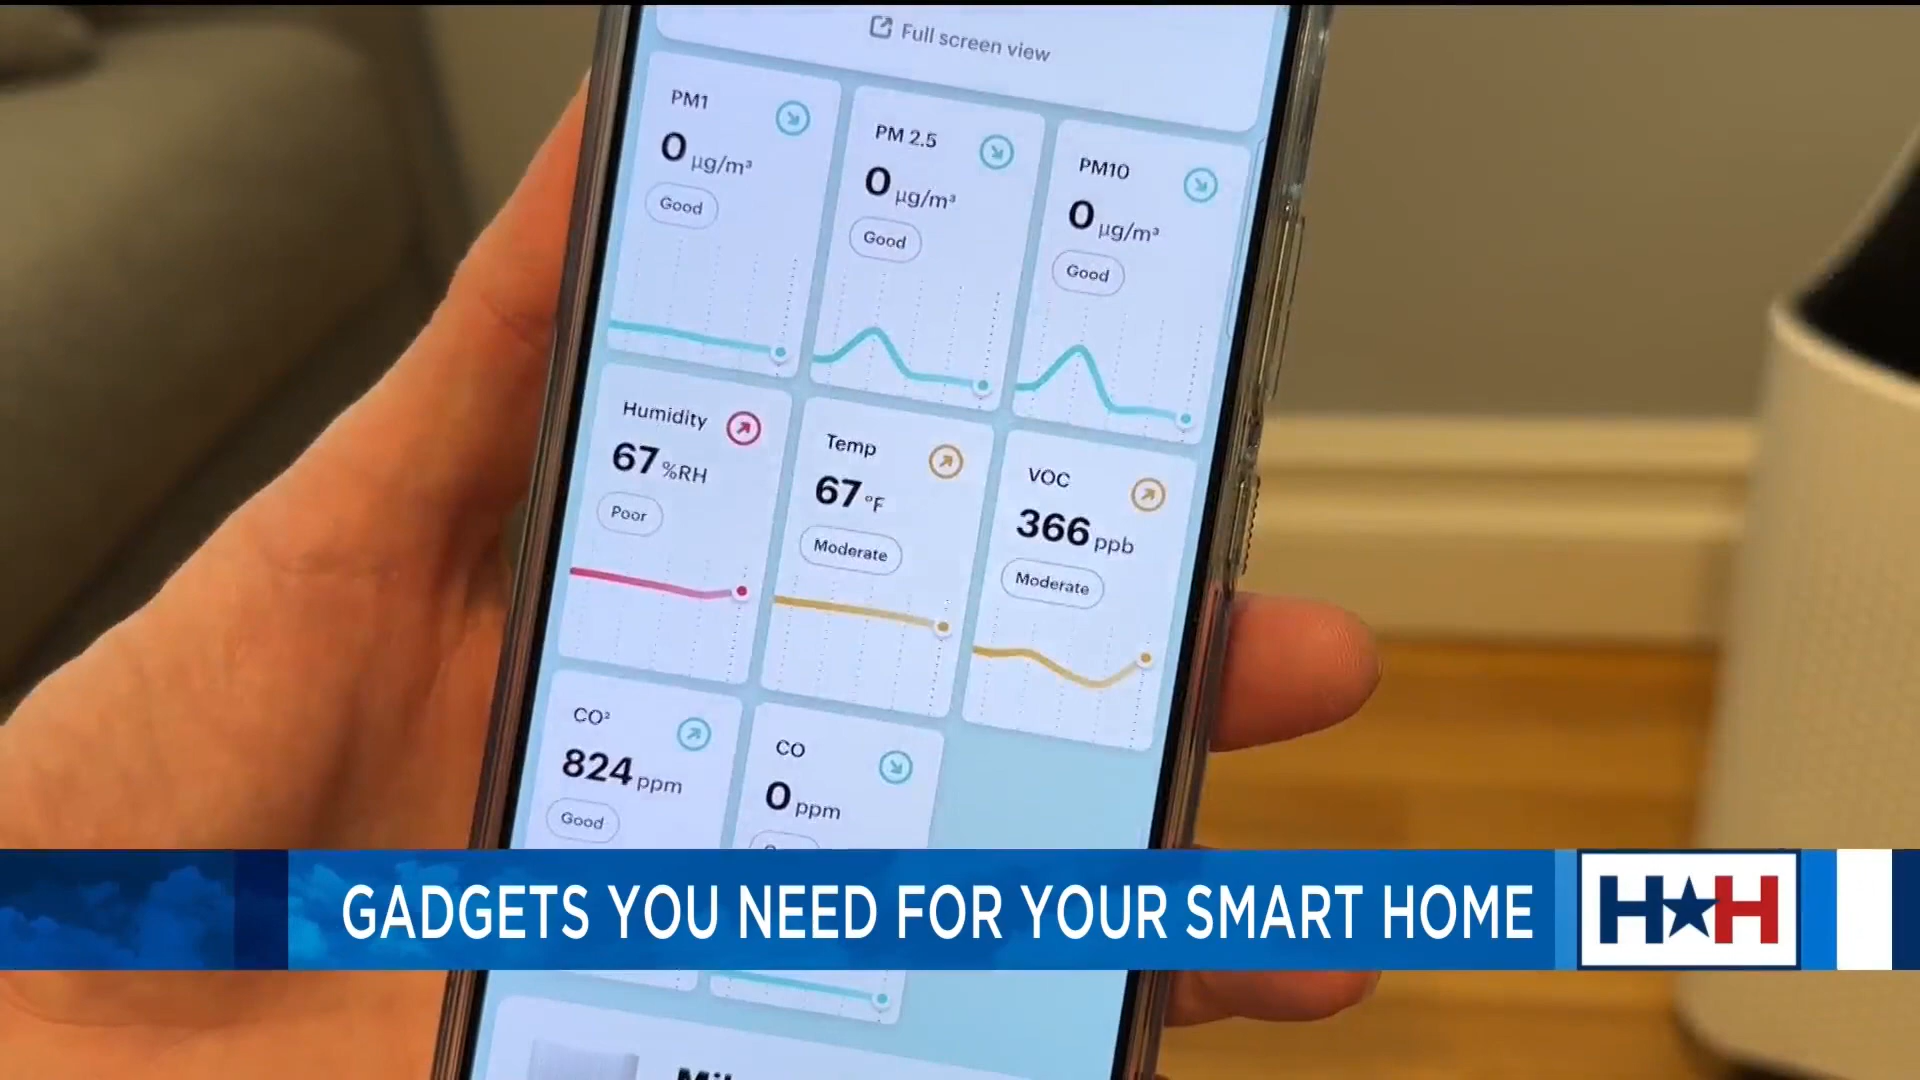 Full screen view
PM1
0 µg/m³
Good
PM 2.5
0 µg/m³
Good
PM10
0 µg/m³
Good
Humidity
67 %RH
Poor
Temp
67 °F
Moderate
VOC
366 ppb
Moderate
CO²
824 ppm
Good
CO
0 ppm
GADGETS YOU NEED FOR YOUR SMART HOME
H★H